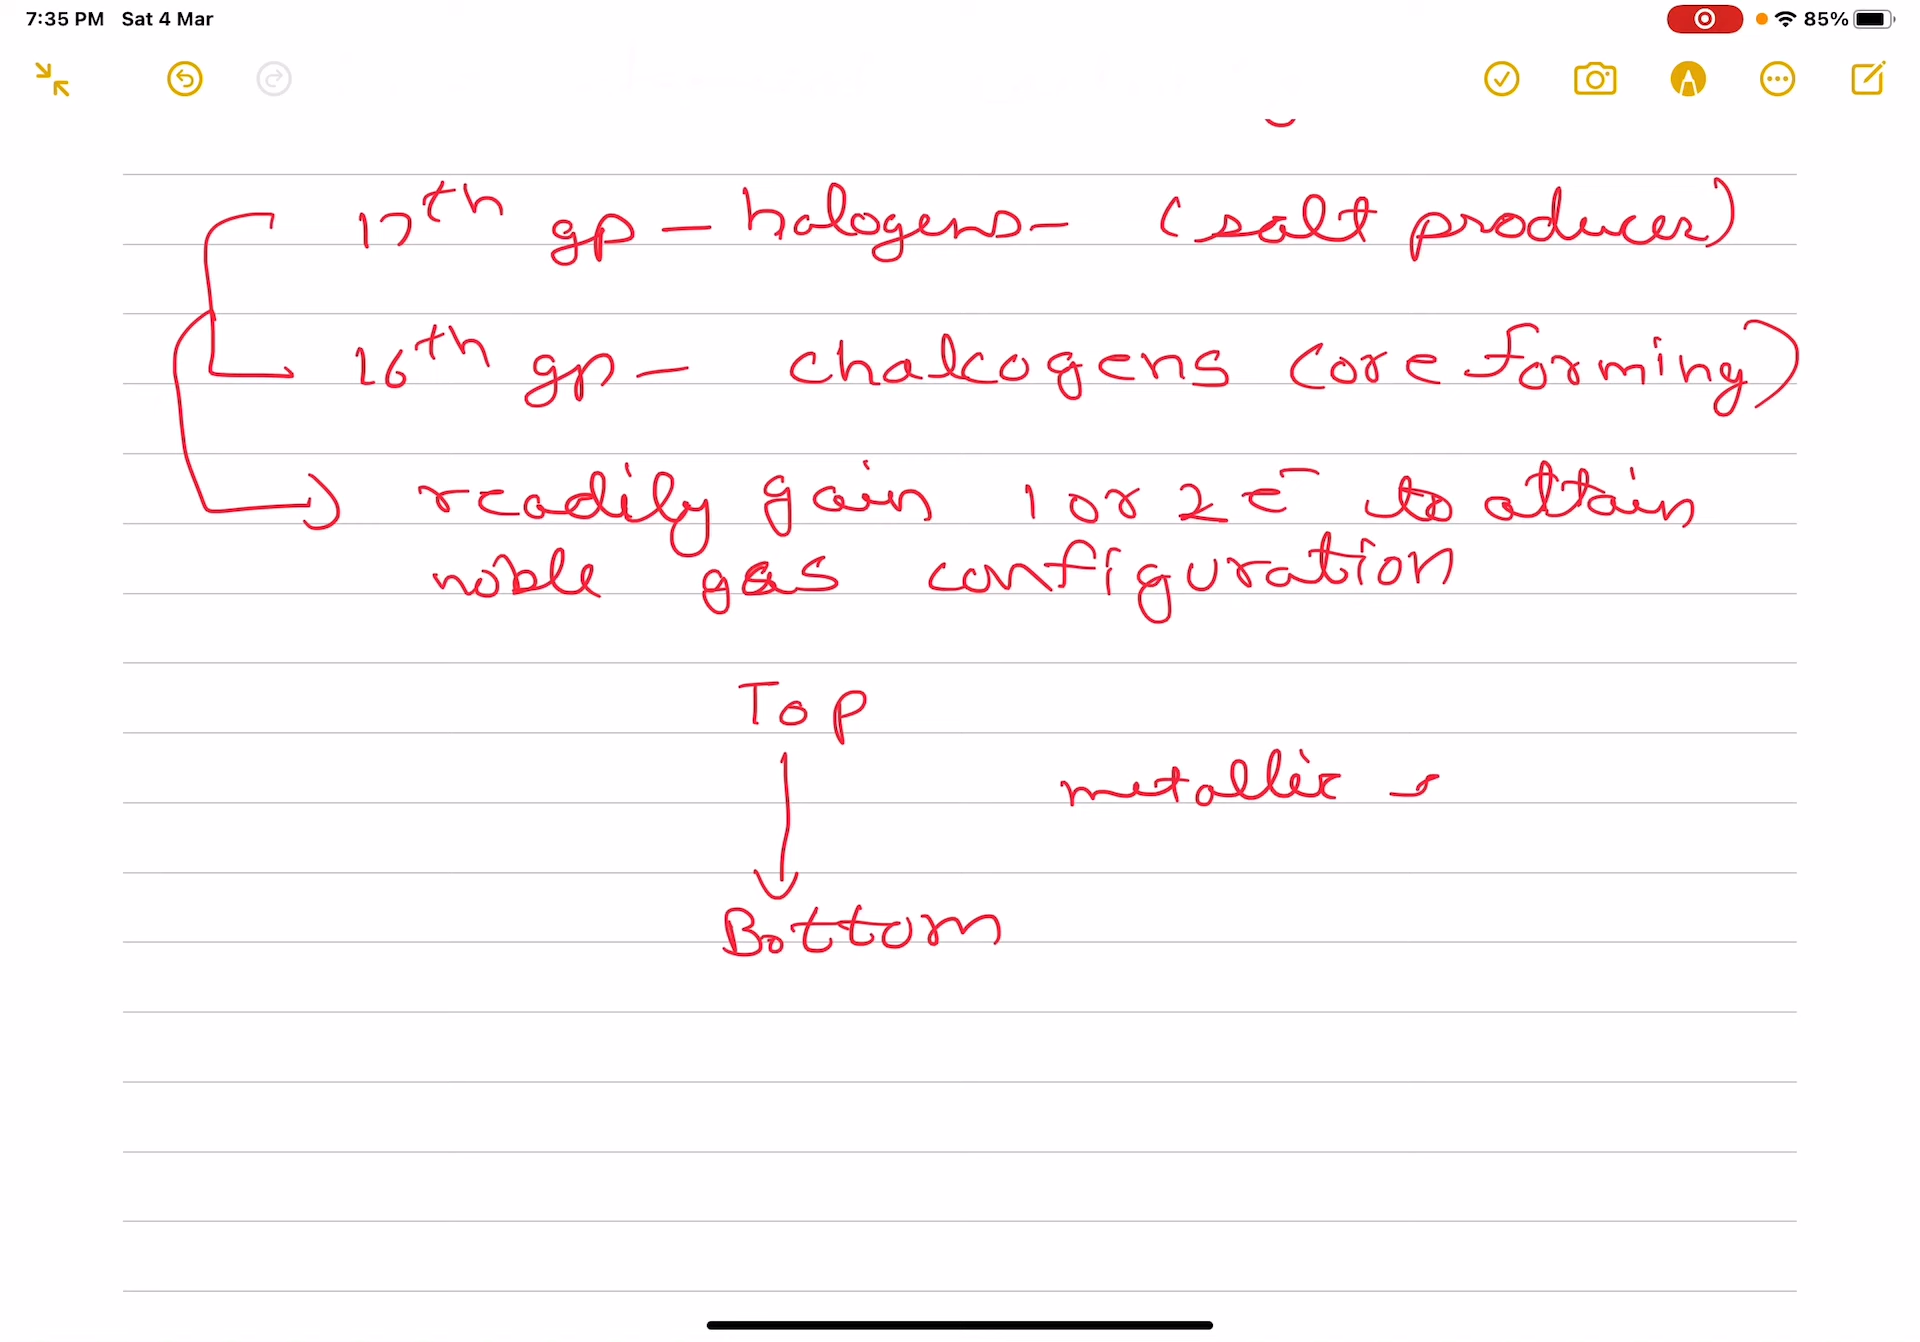 7:35 PM Sat 4 Mar 85%
17th gp - halogens - (salt producer)
16th gp - chalcogens (ore forming)
readily gain 1 or 2 e⁻ to attain
noble gas configuration
Top
metallic
Bottom